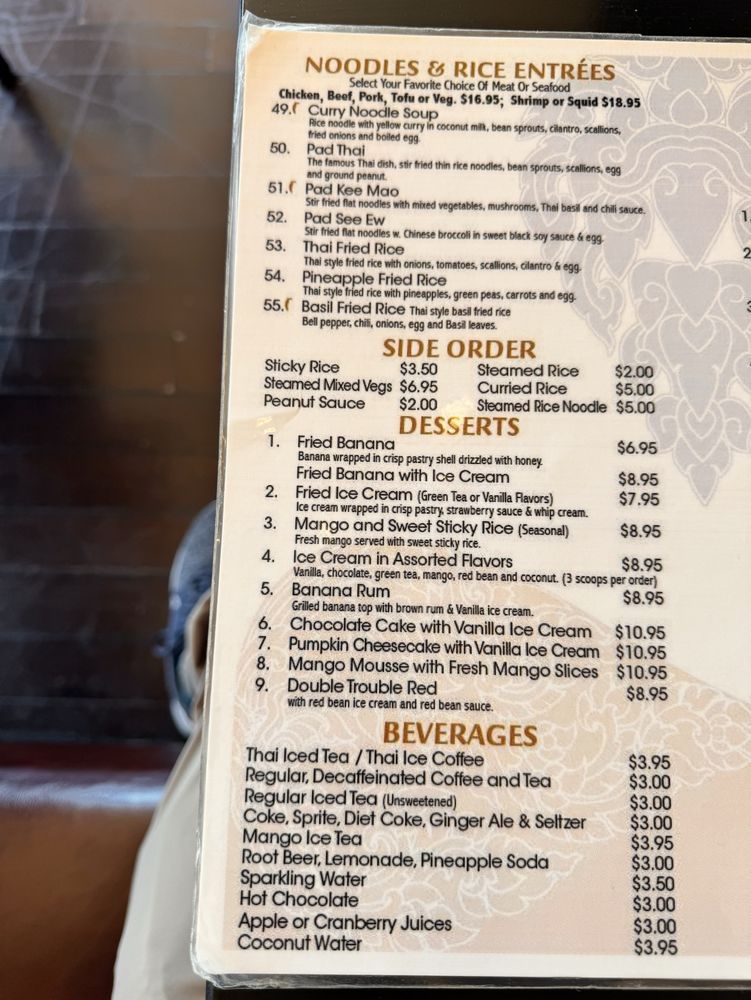 NOODLES & RICE ENTRÉES
Select Your Favorite Choice Of Meat Or Seafood
Chicken, Beef, Pork, Tofu or Veg. $16.95; Shrimp or Squid $18.95
49. Curry Noodle Soup
Rice noodle with yellow curry in coconut milk, bean sprouts, cilantro, scallions,
fried onions and boiled egg.
50. Pad Thai
The famous Thai dish, stir fried thin rice noodles, bean sprouts, scallions, egg
and ground peanut.
51. Pad Kee Mao
Stir fried flat noodles with mixed vegetables, mushrooms, Thai basil and chili sauce.
52. Pad See Ew
Stir fried flat noodles w. Chinese broccoli in sweet black soy sauce & egg.
53. Thai Fried Rice
Thai style fried rice with onions, tomatoes, scallions, cilantro & egg.
54. Pineapple Fried Rice
Thai style fried rice with pineapples, green peas, carrots and egg.
55. Basil Fried Rice Thai style basil fried rice
Bell pepper, chili, onions, egg and Basil leaves.
SIDE ORDER
Sticky Rice $3.50 Steamed Rice $2.00
Steamed Mixed Vegs $6.95 Curried Rice $5.00
Peanut Sauce $2.00 Steamed Rice Noodle $5.00
DESSERTS
1. Fried Banana $6.95
Banana wrapped in crisp pastry shell drizzled with honey.
Fried Banana with Ice Cream $8.95
2. Fried Ice Cream (Green Tea or Vanilla Flavors) $7.95
Ice cream wrapped in crisp pastry, strawberry sauce & whip cream.
3. Mango and Sweet Sticky Rice (Seasonal) $8.95
Fresh mango served with sweet sticky rice.
4. Ice Cream in Assorted Flavors $8.95
Vanilla, chocolate, green tea, mango, red bean and coconut. (3 scoops per order)
5. Banana Rum $8.95
Grilled banana top with brown rum & Vanilla ice cream.
6. Chocolate Cake with Vanilla Ice Cream $10.95
7. Pumpkin Cheesecake with Vanilla Ice Cream $10.95
8. Mango Mousse with Fresh Mango Slices $10.95
9. Double Trouble Red $8.95
with red bean ice cream and red bean sauce.
BEVERAGES
Thai Iced Tea / Thai Ice Coffee $3.95
Regular, Decaffeinated Coffee and Tea $3.00
Regular Iced Tea (Unsweetened) $3.00
Coke, Sprite, Diet Coke, Ginger Ale & Seltzer $3.00
Mango Ice Tea $3.95
Root Beer, Lemonade, Pineapple Soda $3.00
Sparkling Water $3.50
Hot Chocolate $3.00
Apple or Cranberry Juices $3.00
Coconut Water $3.95